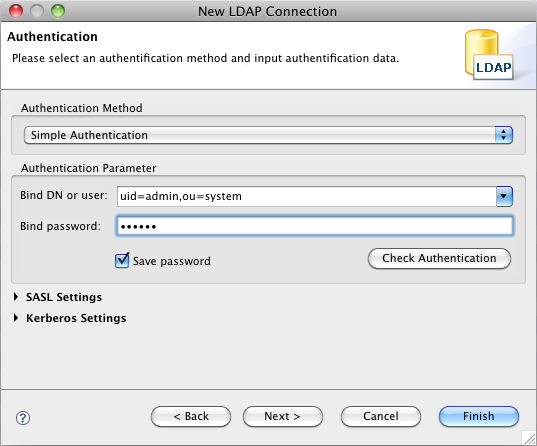 New LDAP Connection
Authentication
Please select an authentification method and input authentification data.
LDAP
Authentication Method
Simple Authentication
Authentication Parameter
Bind DN or user: uid=admin,ou=system
Bind password: ••••••
Save password Check Authentication
SASL Settings
Kerberos Settings
? < Back Next > Cancel Finish